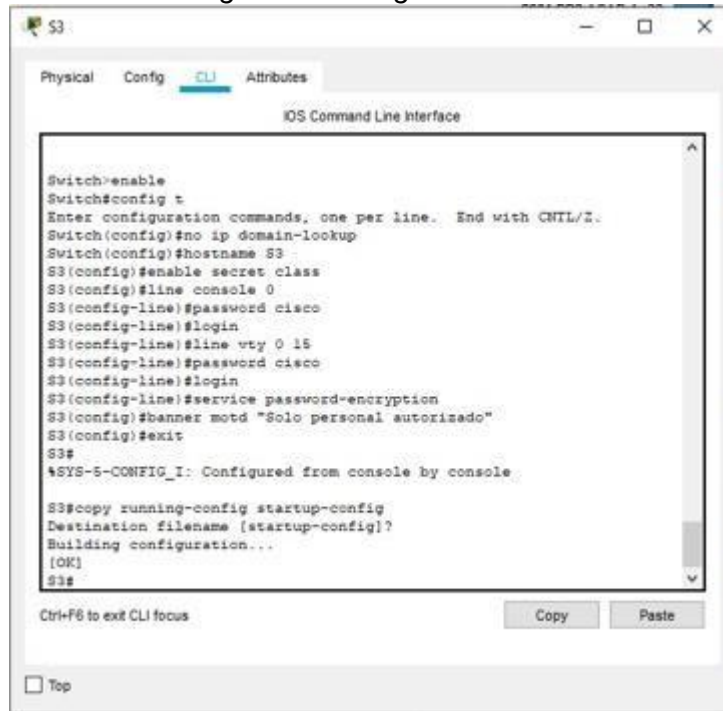 S3
Physical Config CLI Attributes
IOS Command Line Interface
Switch>enable
Switch#config t
Enter configuration commands, one per line. End with CNTL/Z.
Switch(config)#no ip domain-lookup
Switch(config)#hostname S3
S3(config)#enable secret class
S3(config)#line console 0
S3(config-line)#password cisco
S3(config-line)#login
S3(config-line)#line vty 0 15
S3(config-line)#password cisco
S3(config-line)#login
S3(config-line)#service password-encryption
S3(config)#banner motd "Solo personal autorizado"
S3(config)#exit
S3#
%SYS-5-CONFIG_I: Configured from console by console
S3#copy running-config startup-config
Destination filename [startup-config]?
Building configuration...
[OK]
S3#
Ctrl+F6 to exit CLI focus
Copy Paste
Top